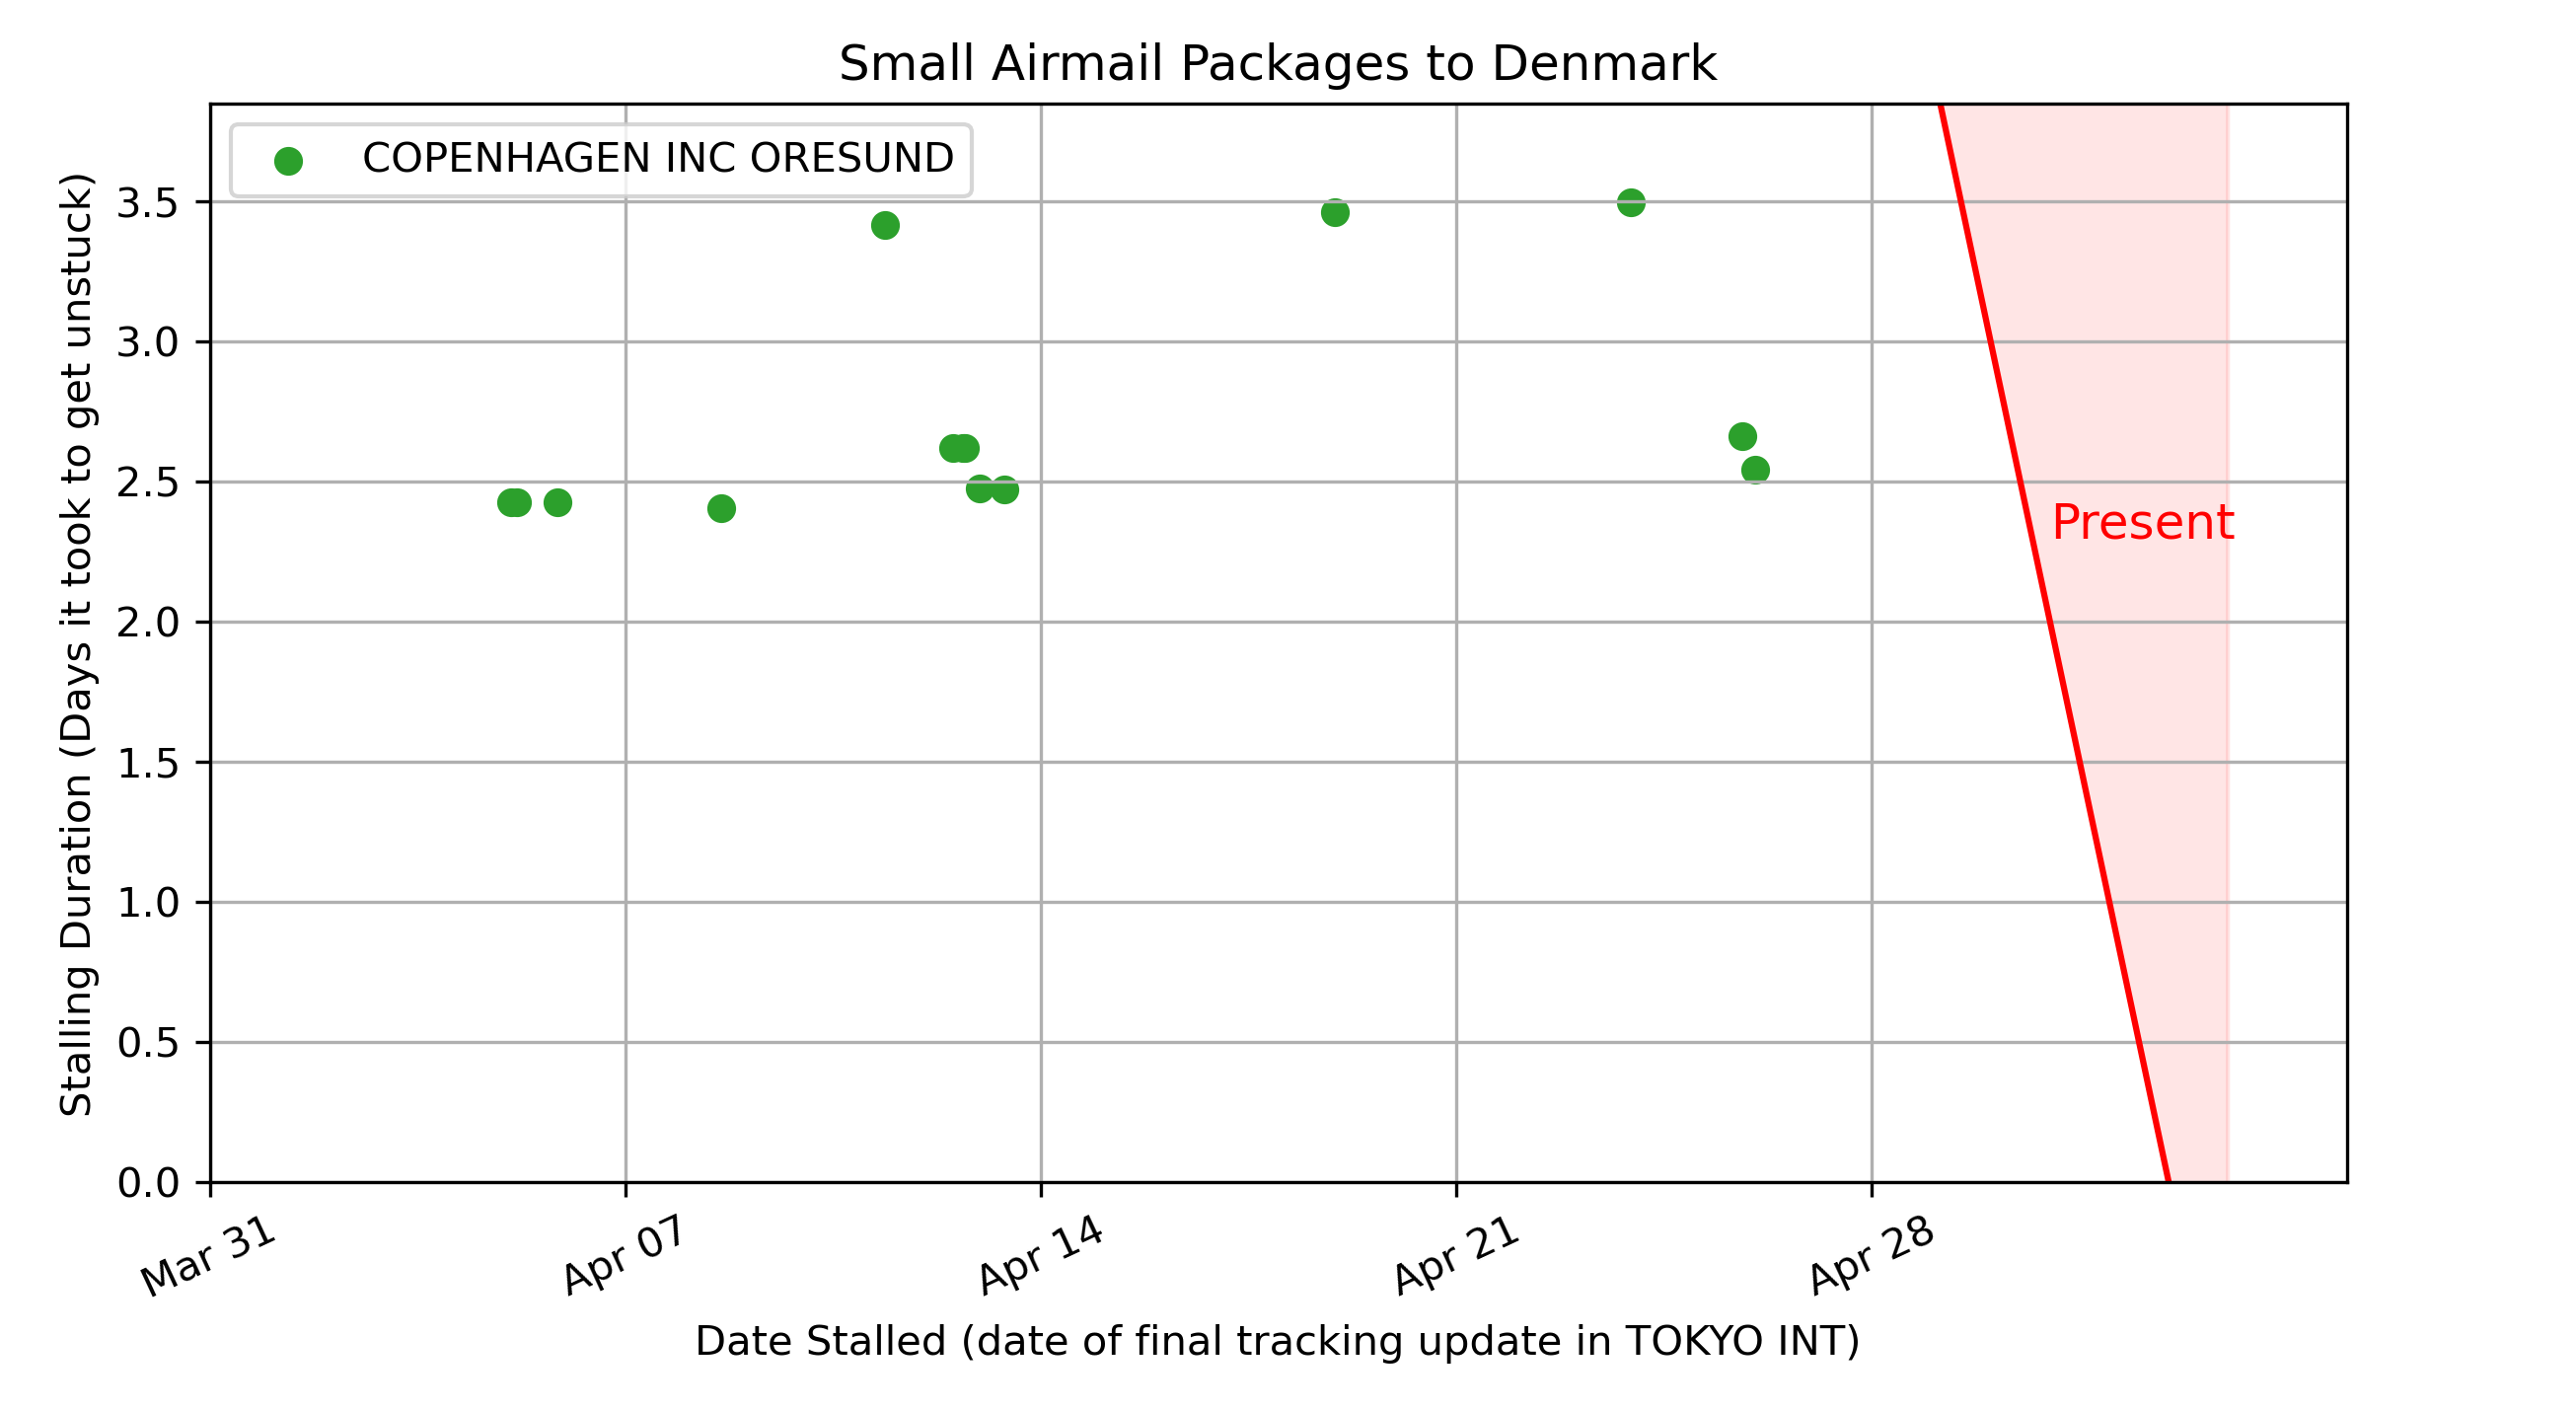 Small Airmail Packages to Denmark
COPENHAGEN INC ORESUND
Stalling Duration (Days it took to get unstuck)
3.5
3.0
2.5
2.0
1.5
1.0
0.5
0.0
Present
Mar 31
Apr 07
Apr 14
Apr 21
Apr 28
Date Stalled (date of final tracking update in TOKYO INT)